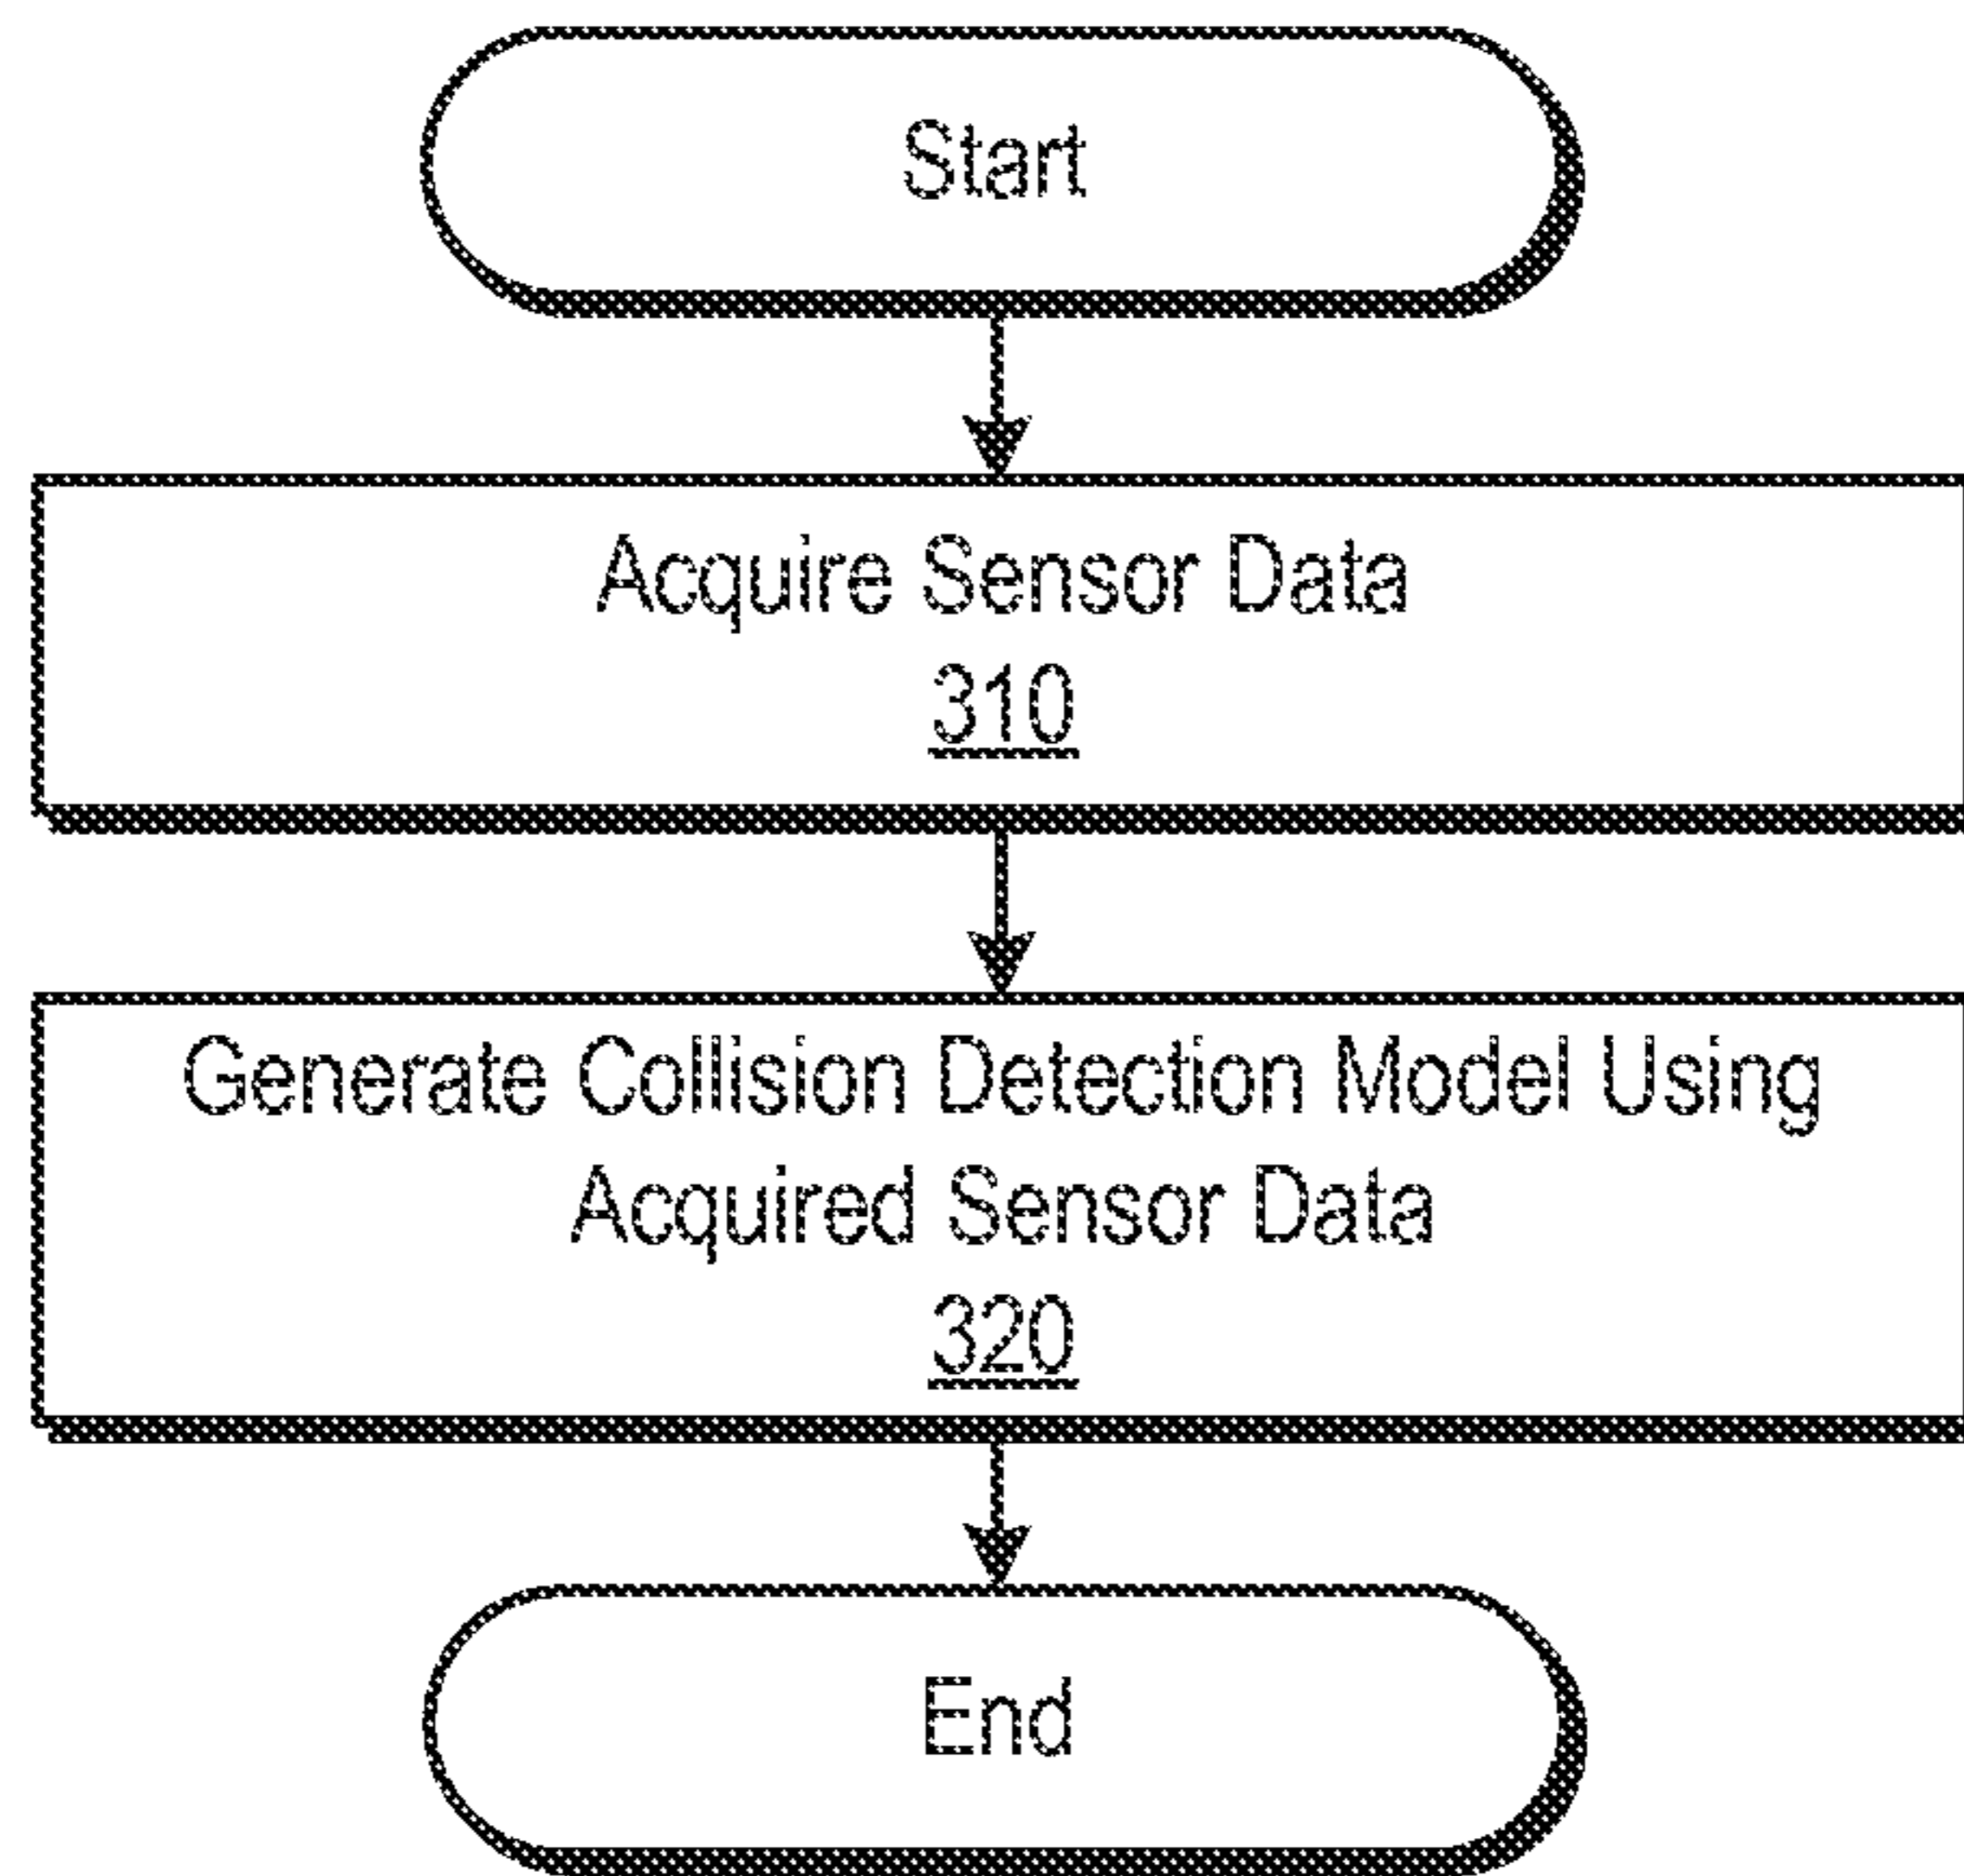 Start
Acquire Sensor Data
310
Generate Collision Detection Model Using
Acquired Sensor Data
320
End